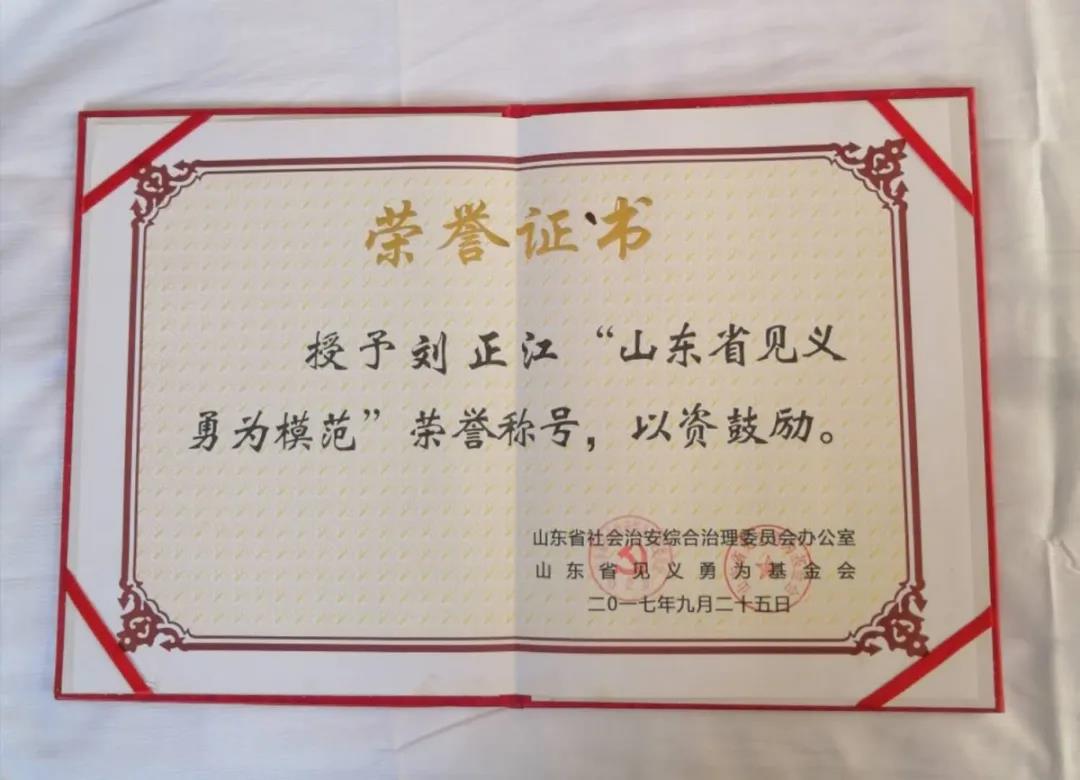 荣誉证书
授予刘正江“山东省见义
勇为模范”荣誉称号，以资鼓励。
山东省社会治安综合治理委员会办公室
山东省见义勇为基金会
二0一七年九月二十五日